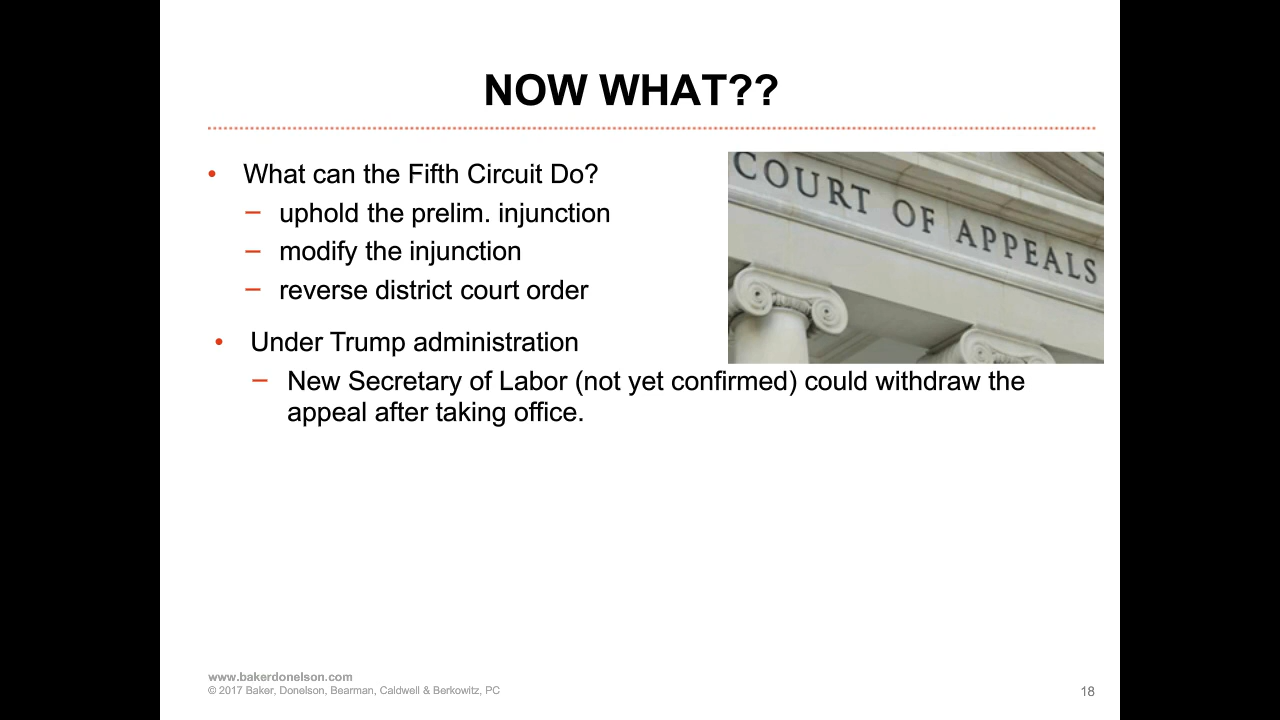 NOW WHAT??
• What can the Fifth Circuit Do?
– uphold the prelim. injunction
– modify the injunction
– reverse district court order
COURT OF APPEALS
• Under Trump administration
– New Secretary of Labor (not yet confirmed) could withdraw the
appeal after taking office.
www.bakerdonelson.com
© 2017 Baker, Donelson, Bearman, Caldwell & Berkowitz, PC
18